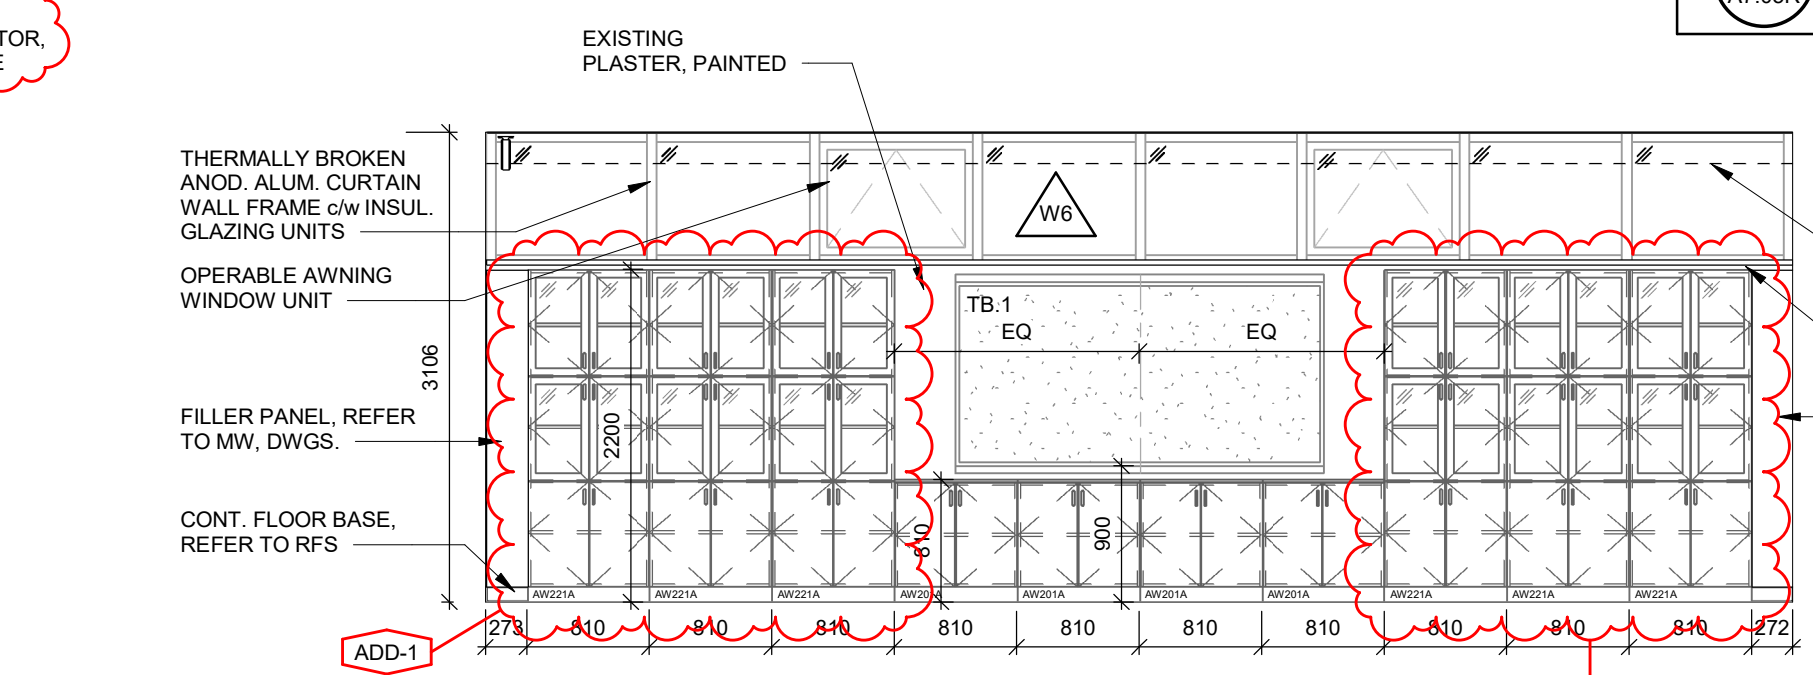 TOR,
E
EXISTING
PLASTER, PAINTED
THERMALLY BROKEN
ANOD. ALUM. CURTAIN
WALL FRAME c/w INSUL.
GLAZING UNITS
OPERABLE AWNING
WINDOW UNIT
FILLER PANEL, REFER
TO MW, DWGS.
CONT. FLOOR BASE,
REFER TO RFS
3106
2200
W6
TB.1
EQ EQ
810
900
AW221A AW221A AW221A AW201A AW201A AW201A AW201A AW221A AW221A AW221A
273 810 810 810 810 810 810 810 810 810 810 272
ADD-1